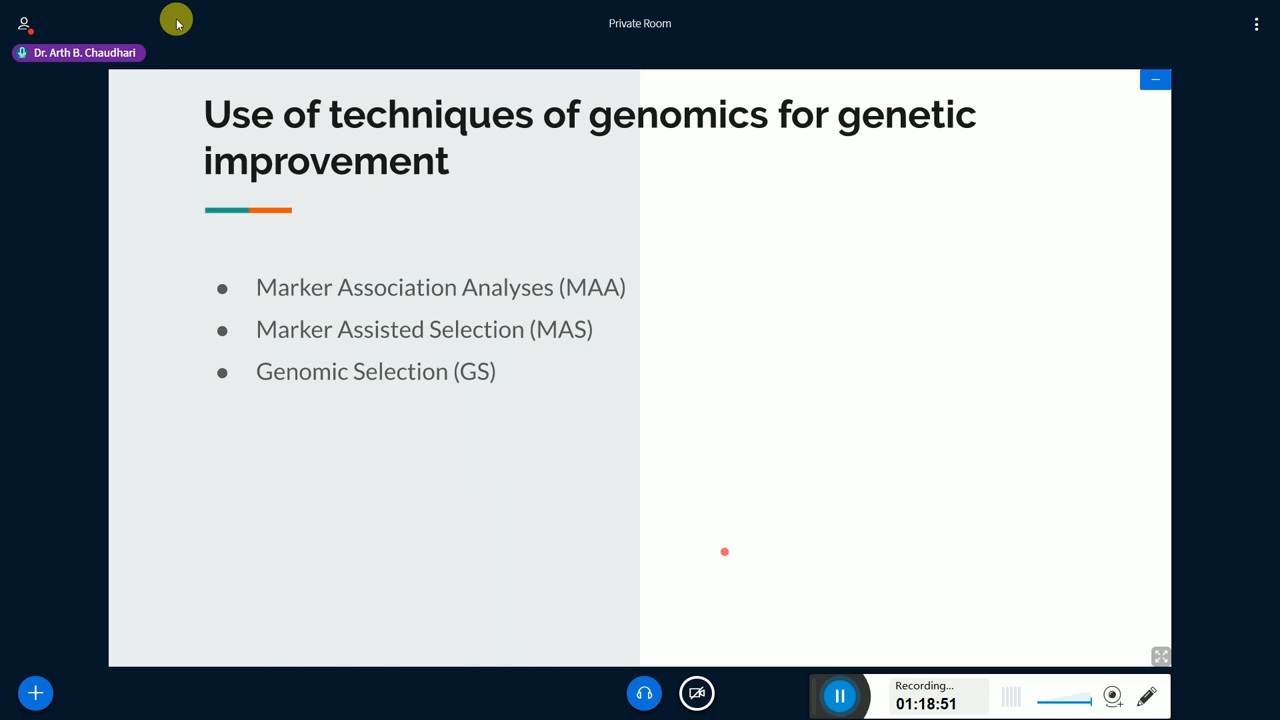 Private Room
Dr. Arth B. Chaudhari
Use of techniques of genomics for genetic
improvement
● Marker Association Analyses (MAA)
● Marker Assisted Selection (MAS)
● Genomic Selection (GS)
Recording...
01:18:51